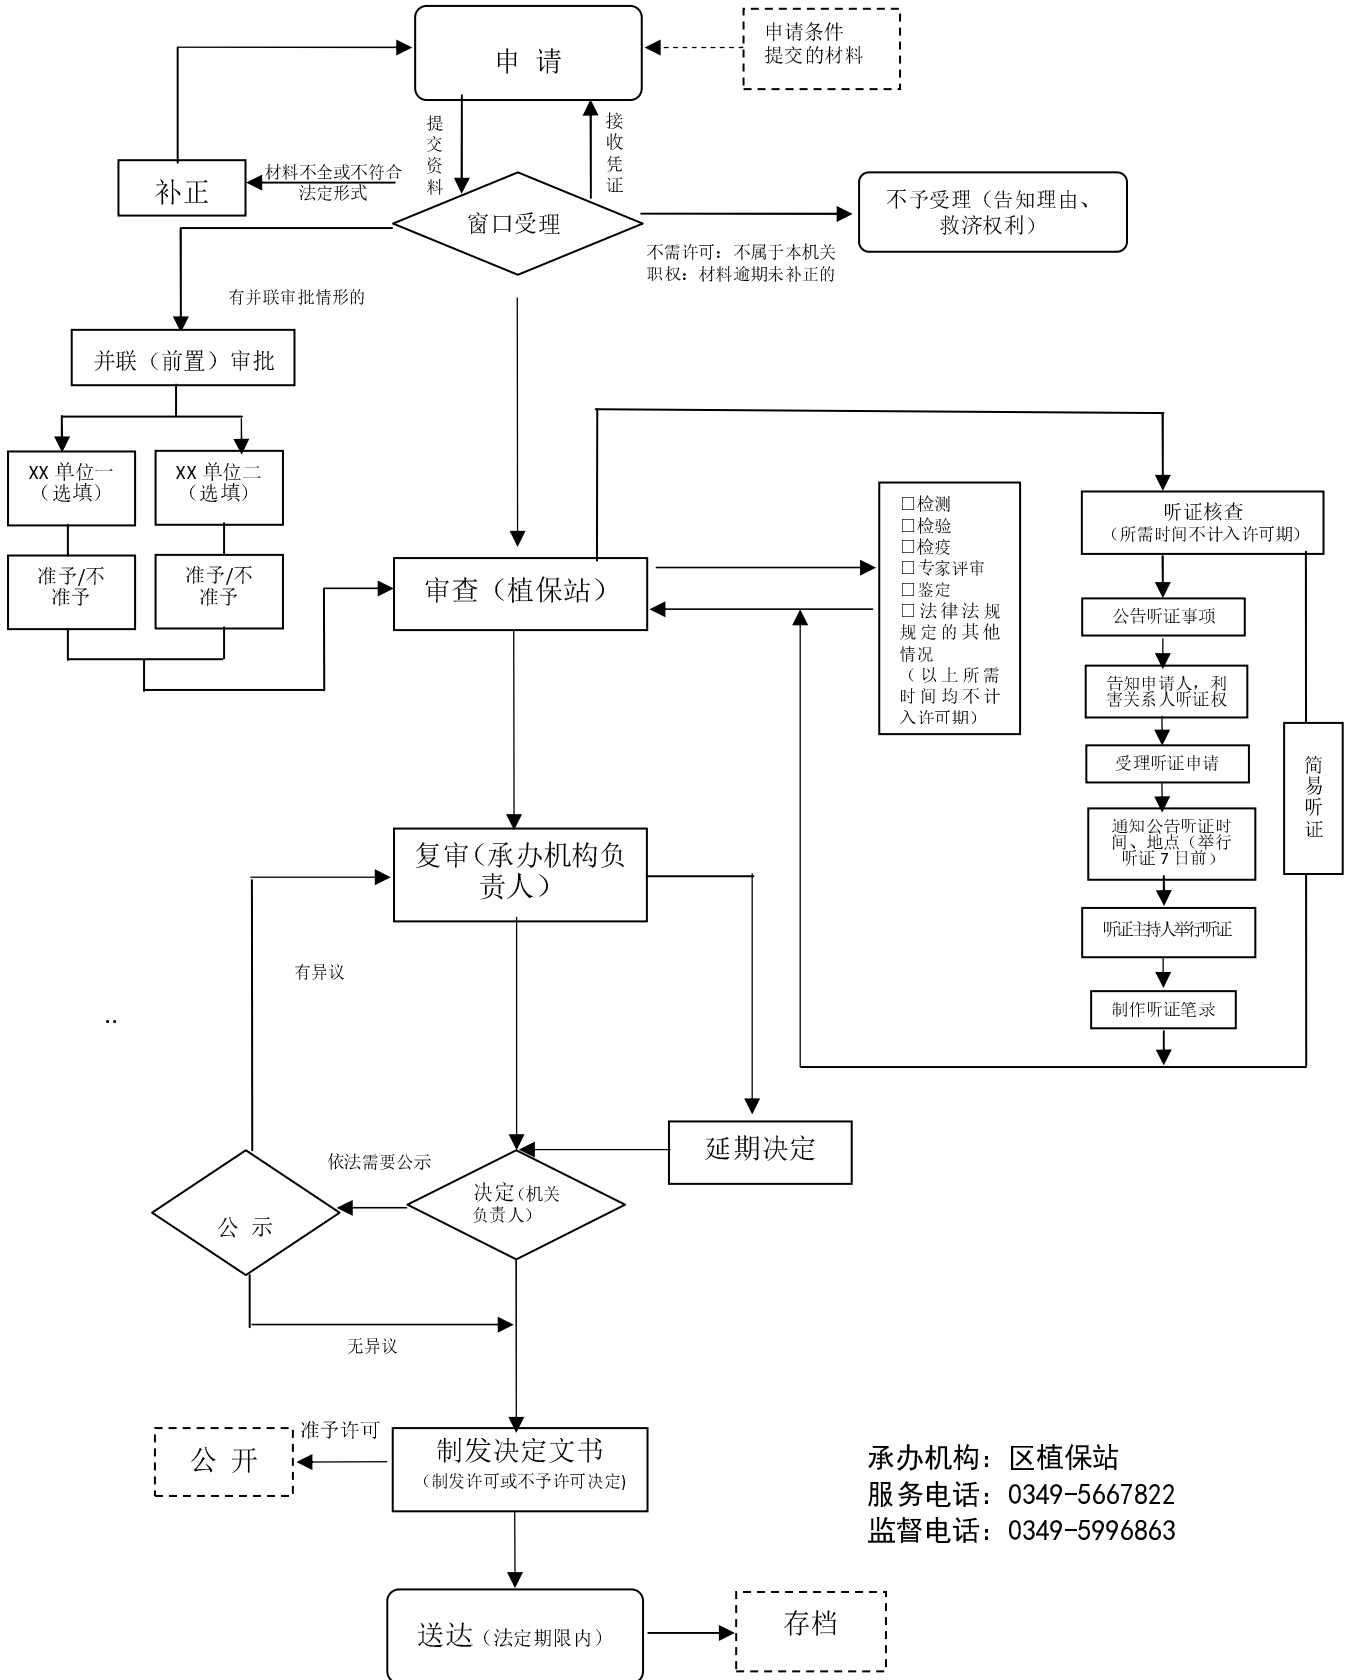 申 请
申请条件
提交的材料
提交资料
接收凭证
补正
材料不全或不符合
法定形式
窗口受理
不予受理（告知理由、
救济权利）
不需许可：不属于本机关
职权：材料逾期未补正的
有并联审批情形的
并联（前置）审批
XX 单位一
（选填）
XX 单位二
（选填）
准予/不
准予
准予/不
准予
审查（植保站）
□检测
□检验
□检疫
□专家评审
□鉴定
□法律法规
规定的其他
情况
（以上所需
时间均不计
入许可期）
听证核查
（所需时间不计入许可期）
公告听证事项
告知申请人，利
害关系人听证权
受理听证申请
通知公告听证时
间、地点（举行
听证 7 日前）
听证主持人举行听证
制作听证笔录
简易听证
复审（承办机构负
责人）
有异议
..
延期决定
依法需要公示
决定（机关
负责人）
公 示
无异议
准予许可
公 开
制发决定文书
（制发许可或不予许可决定)
送达（法定期限内）
存档
承办机构：区植保站
服务电话：0349-5667822
监督电话：0349-5996863